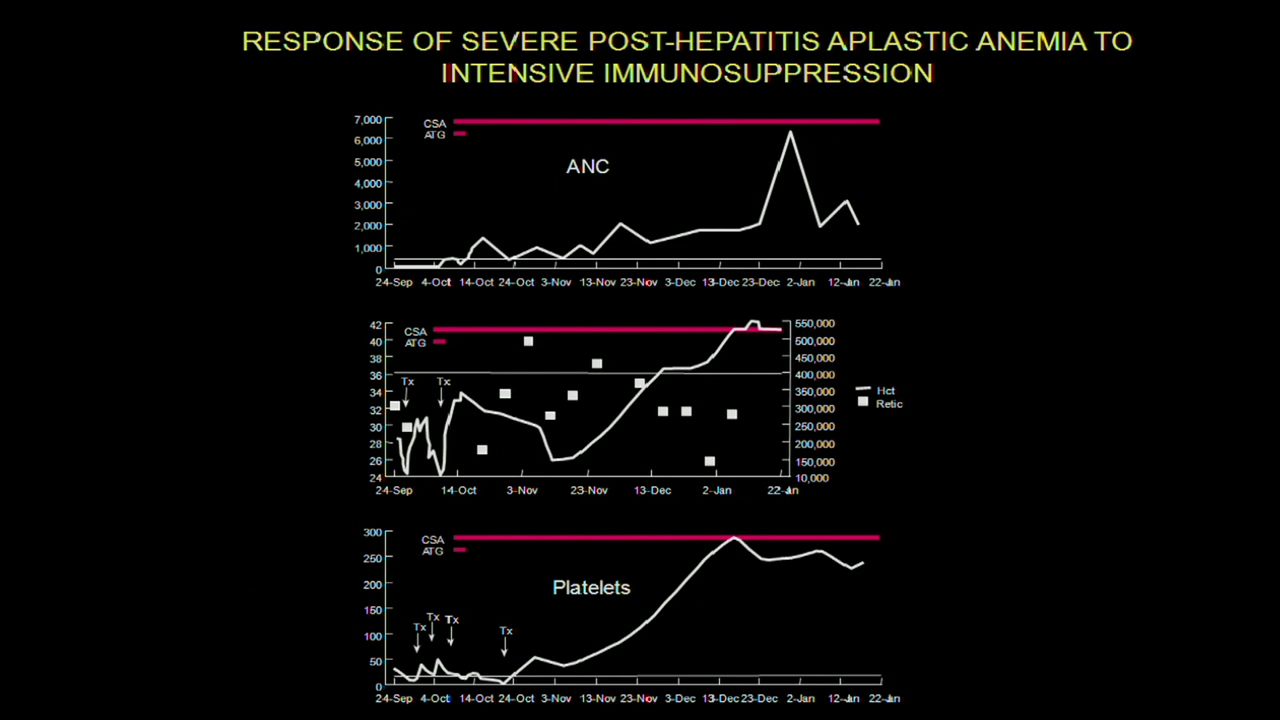 RESPONSE OF SEVERE POST-HEPATITIS APLASTIC ANEMIA TO
INTENSIVE IMMUNOSUPPRESSION
7,000
6,000
5,000
4,000
3,000
2,000
1,000
0
CSA
ATG
ANC
24-Sep 4-Oct 14-Oct 24-Oct 3-Nov 13-Nov 23-Nov 3-Dec 13-Dec 23-Dec 2-Jan 12-Jan 22-Jan
42
40
38
36
34
32
30
28
26
24
CSA
ATG
Tx Tx
550,000
500,000
450,000
400,000
350,000
300,000
250,000
200,000
150,000
10,000
Hct
Retic
24-Sep 14-Oct 3-Nov 23-Nov 13-Dec 2-Jan 22-Jan
300
250
200
150
100
50
0
CSA
ATG
Platelets
Tx Tx Tx Tx
24-Sep 4-Oct 14-Oct 24-Oct 3-Nov 13-Nov 23-Nov 3-Dec 13-Dec 23-Dec 2-Jan 12-Jan 22-Jan